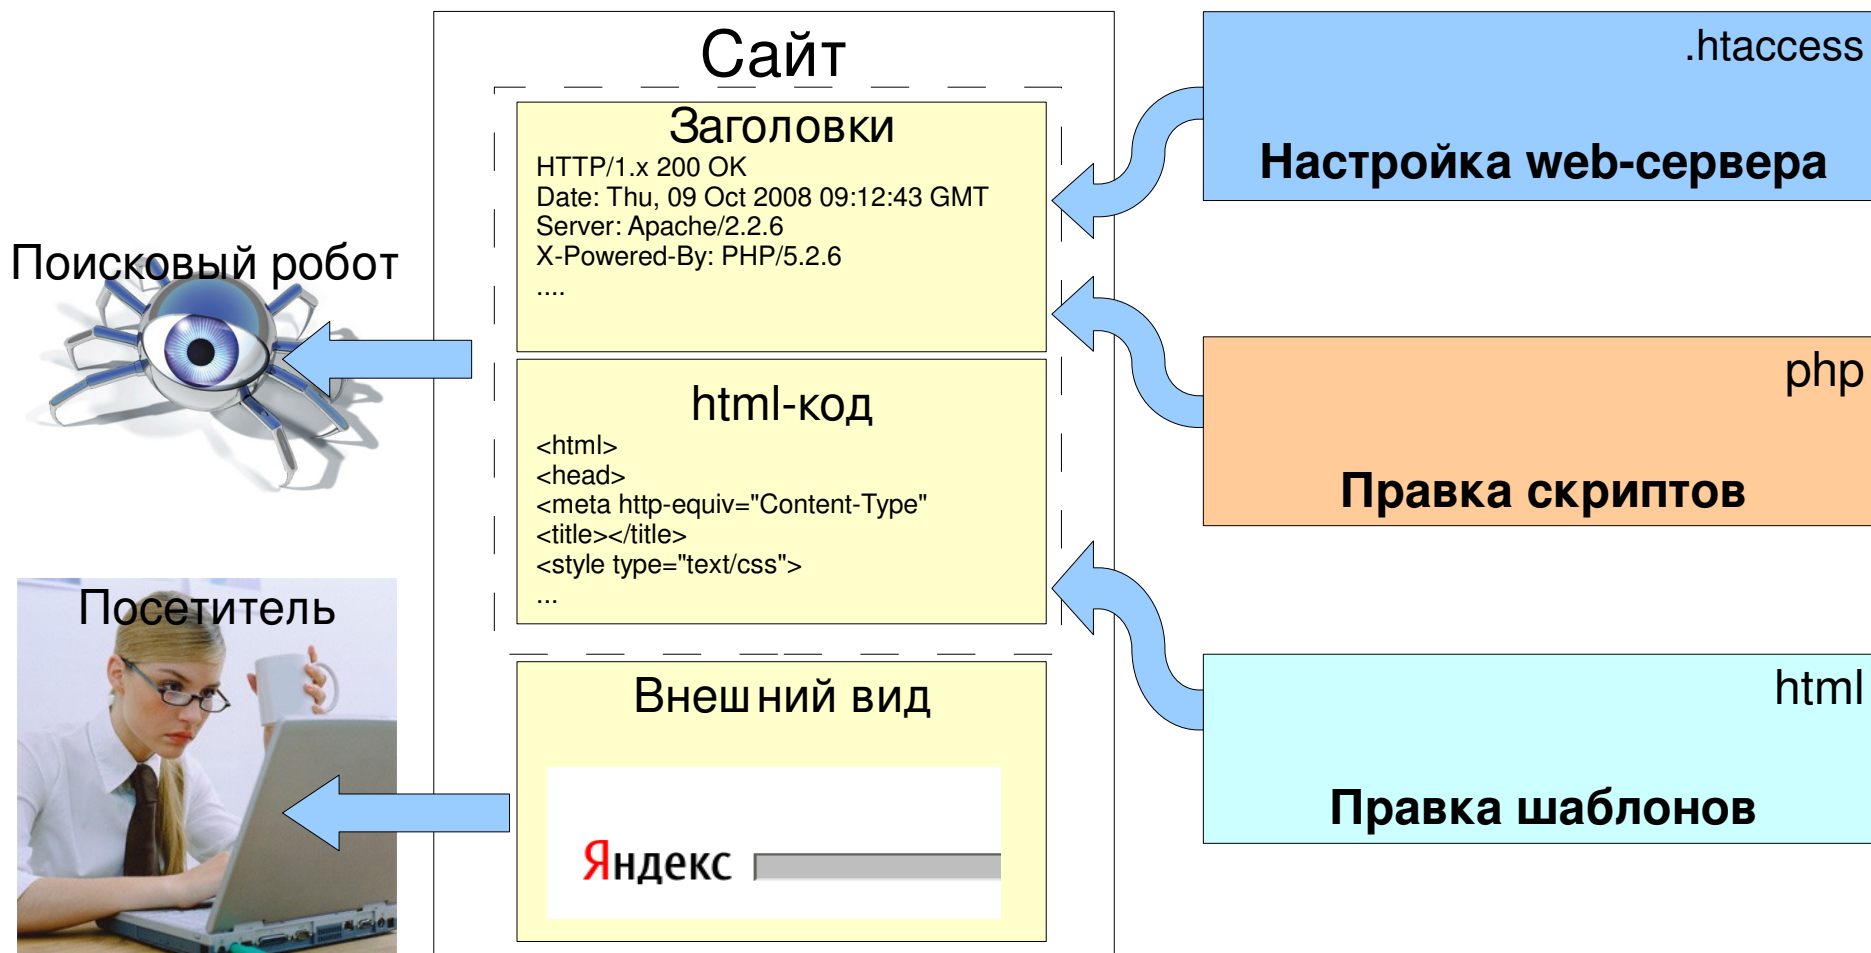 Сайт
Заголовки
HTTP/1.x 200 OK
Date: Thu, 09 Oct 2008 09:12:43 GMT
Server: Apache/2.2.6
X-Powered-By: PHP/5.2.6
....
html-код
<html>
<head>
<meta http-equiv="Content-Type"
<title></title>
<style type="text/css">
...
Внешний вид
Яндекс
Поисковый робот
Посетитель
.htaccess
Настройка web-сервера
php
Правка скриптов
html
Правка шаблонов